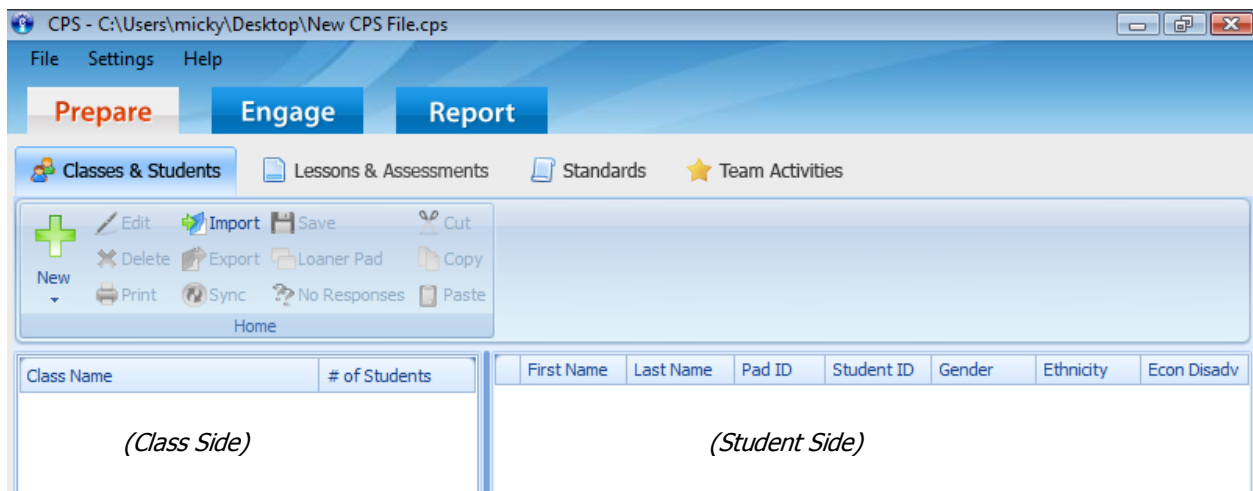 CPS - C:\Users\micky\Desktop\New CPS File.cps
File Settings Help
Prepare Engage Report
Classes & Students Lessons & Assessments Standards Team Activities
New
Edit Import Save Cut
Delete Export Loaner Pad Copy
Print Sync No Responses Paste
Home
Class Name # of Students First Name Last Name Pad ID Student ID Gender Ethnicity Econ Disadv
(Class Side) (Student Side)